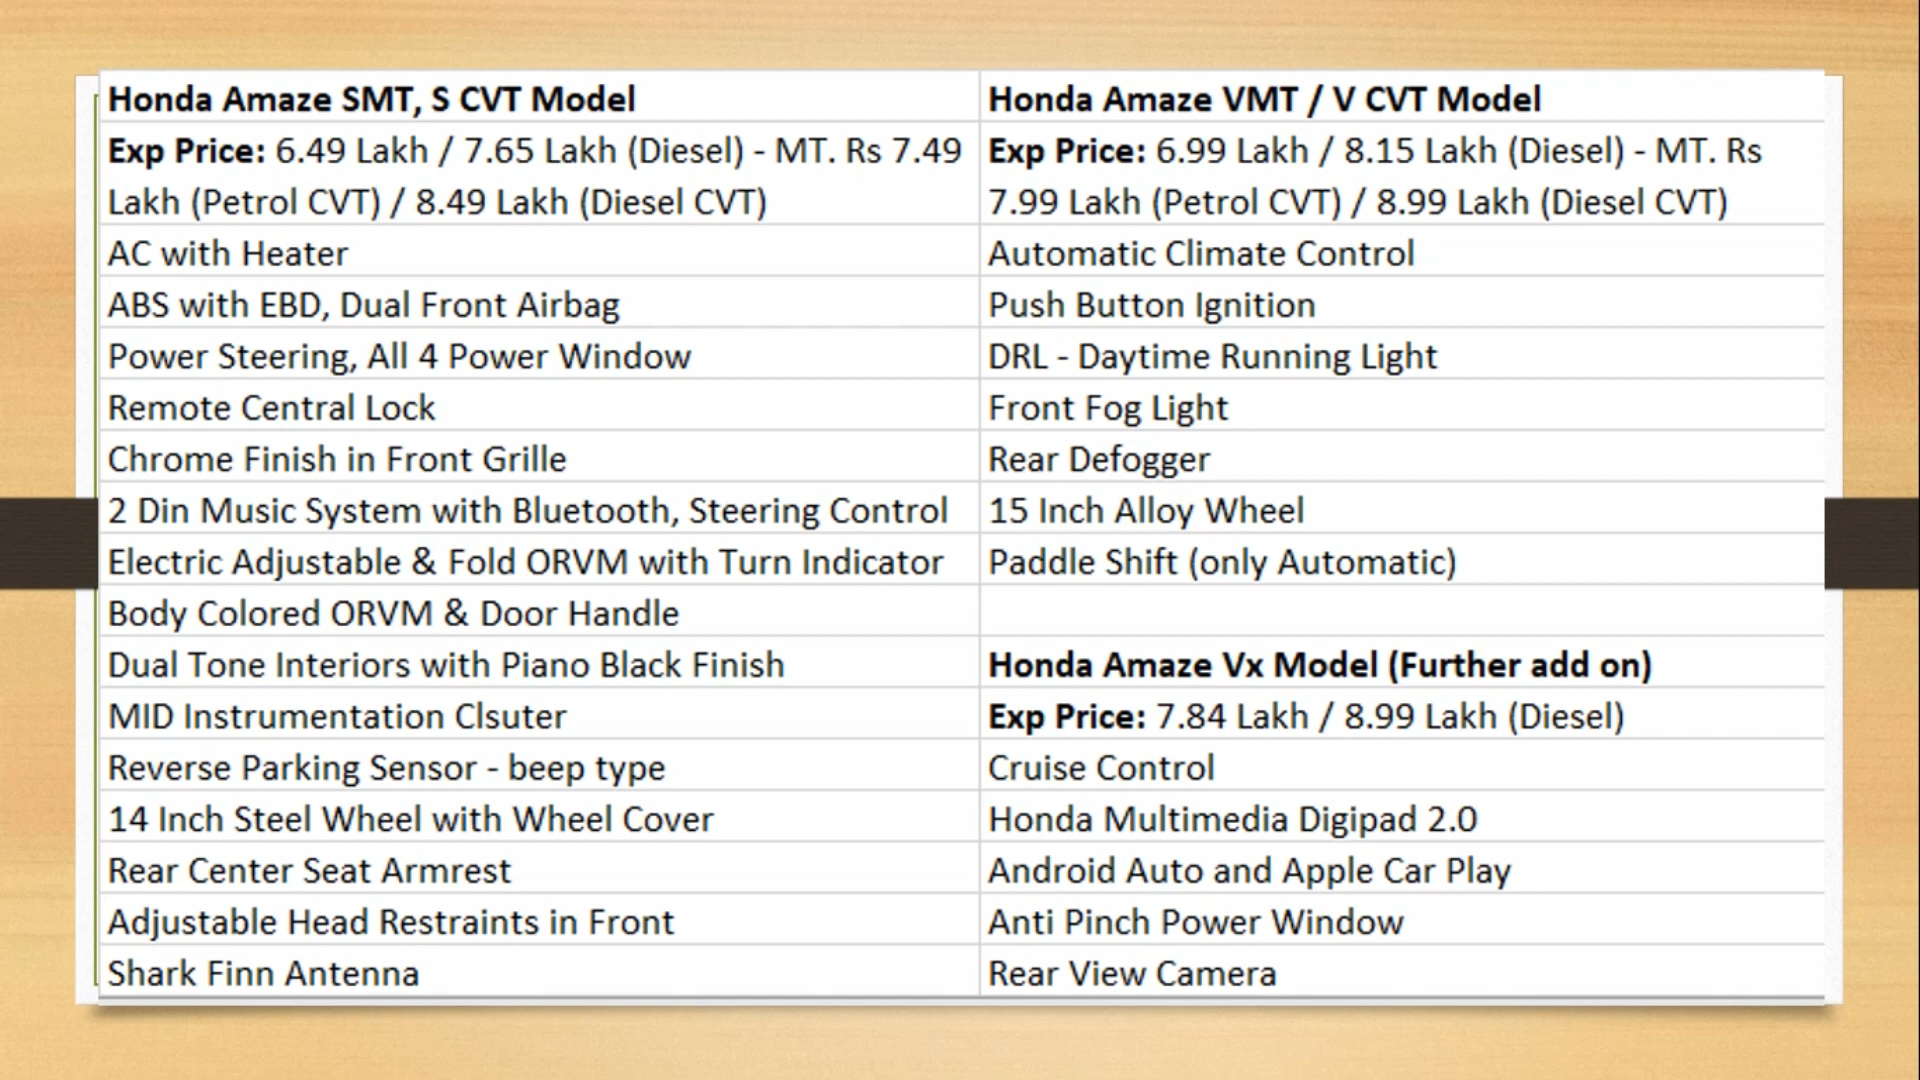 Honda Amaze SMT, S CVT Model
Exp Price: 6.49 Lakh / 7.65 Lakh (Diesel) - MT. Rs 7.49
Lakh (Petrol CVT) / 8.49 Lakh (Diesel CVT)
AC with Heater
ABS with EBD, Dual Front Airbag
Power Steering, All 4 Power Window
Remote Central Lock
Chrome Finish in Front Grille
2 Din Music System with Bluetooth, Steering Control
Electric Adjustable & Fold ORVM with Turn Indicator
Body Colored ORVM & Door Handle
Dual Tone Interiors with Piano Black Finish
MID Instrumentation Clsuter
Reverse Parking Sensor - beep type
14 Inch Steel Wheel with Wheel Cover
Rear Center Seat Armrest
Adjustable Head Restraints in Front
Shark Finn Antenna
Honda Amaze VMT / V CVT Model
Exp Price: 6.99 Lakh / 8.15 Lakh (Diesel) - MT. Rs
7.99 Lakh (Petrol CVT) / 8.99 Lakh (Diesel CVT)
Automatic Climate Control
Push Button Ignition
DRL - Daytime Running Light
Front Fog Light
Rear Defogger
15 Inch Alloy Wheel
Paddle Shift (only Automatic)
Honda Amaze Vx Model (Further add on)
Exp Price: 7.84 Lakh / 8.99 Lakh (Diesel)
Cruise Control
Honda Multimedia Digipad 2.0
Android Auto and Apple Car Play
Anti Pinch Power Window
Rear View Camera